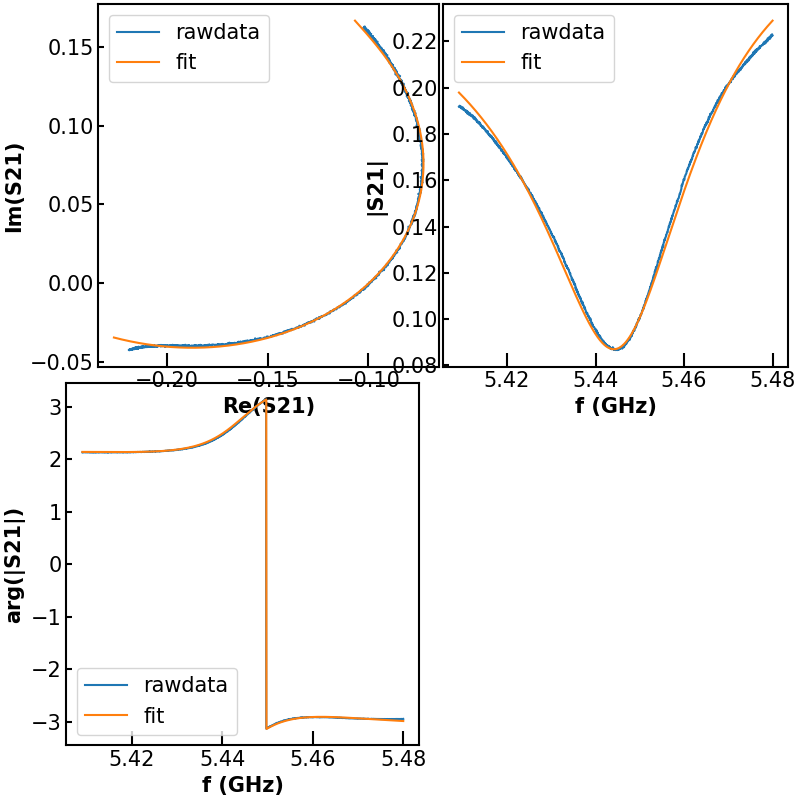 rawdata
fit
0.15
0.10
0.05
0.00
−0.05
Im(S21)
−0.20
−0.15
−0.10
Re(S21)
rawdata
fit
0.22
0.20
0.18
0.16
0.14
0.12
0.10
0.08
|S21|
5.42
5.44
5.46
5.48
f (GHz)
3
2
1
0
−1
−2
−3
arg(|S21|)
rawdata
fit
5.42
5.44
5.46
5.48
f (GHz)